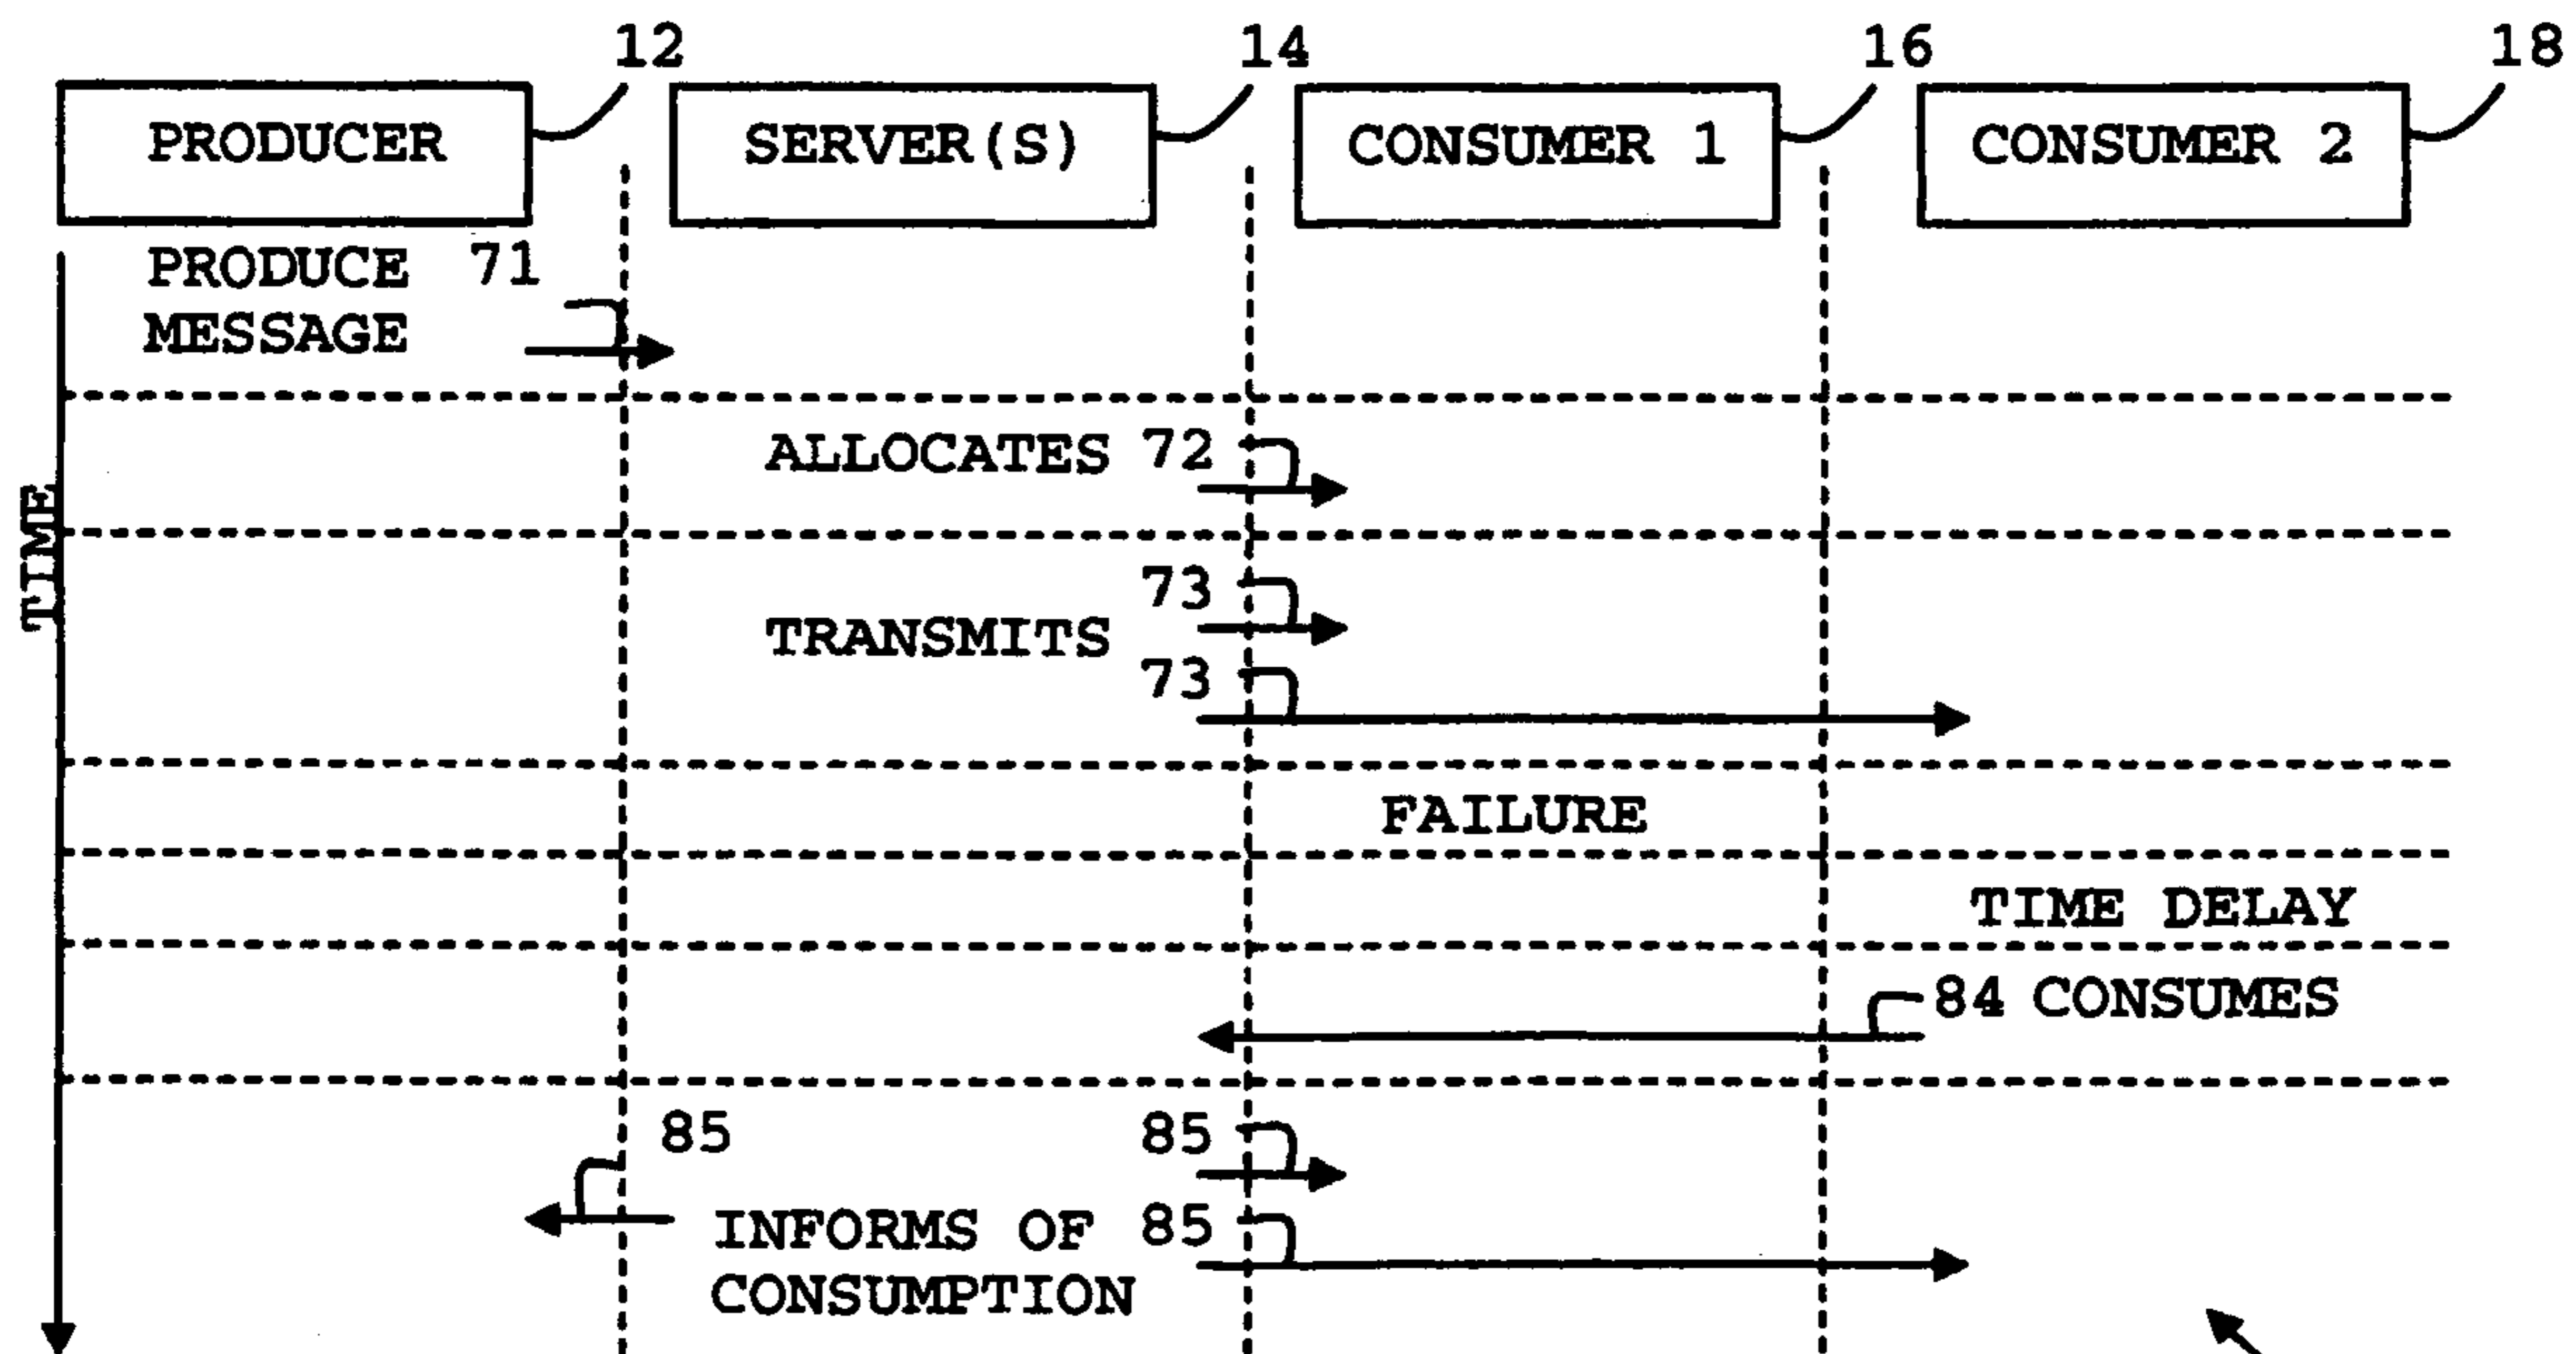 12 14 16 18
PRODUCER SERVER(S) CONSUMER 1 CONSUMER 2
PRODUCE 71
MESSAGE
ALLOCATES 72
TIME
73
TRANSMITS
73
FAILURE
TIME DELAY
84 CONSUMES
85 85
INFORMS OF 85
CONSUMPTION